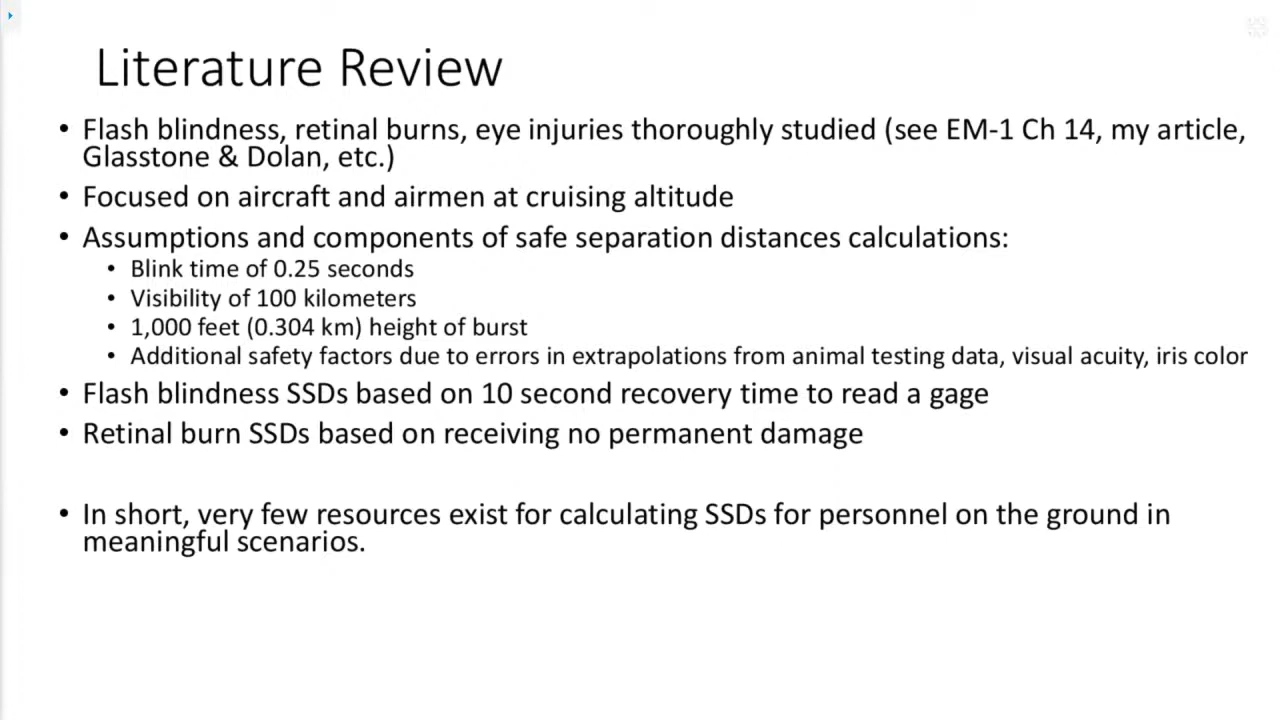 Literature Review
• Flash blindness, retinal burns, eye injuries thoroughly studied (see EM-1 Ch 14, my article,
Glasstone & Dolan, etc.)
• Focused on aircraft and airmen at cruising altitude
• Assumptions and components of safe separation distances calculations:
• Blink time of 0.25 seconds
• Visibility of 100 kilometers
• 1,000 feet (0.304 km) height of burst
• Additional safety factors due to errors in extrapolations from animal testing data, visual acuity, iris color
• Flash blindness SSDs based on 10 second recovery time to read a gage
• Retinal burn SSDs based on receiving no permanent damage
• In short, very few resources exist for calculating SSDs for personnel on the ground in
meaningful scenarios.